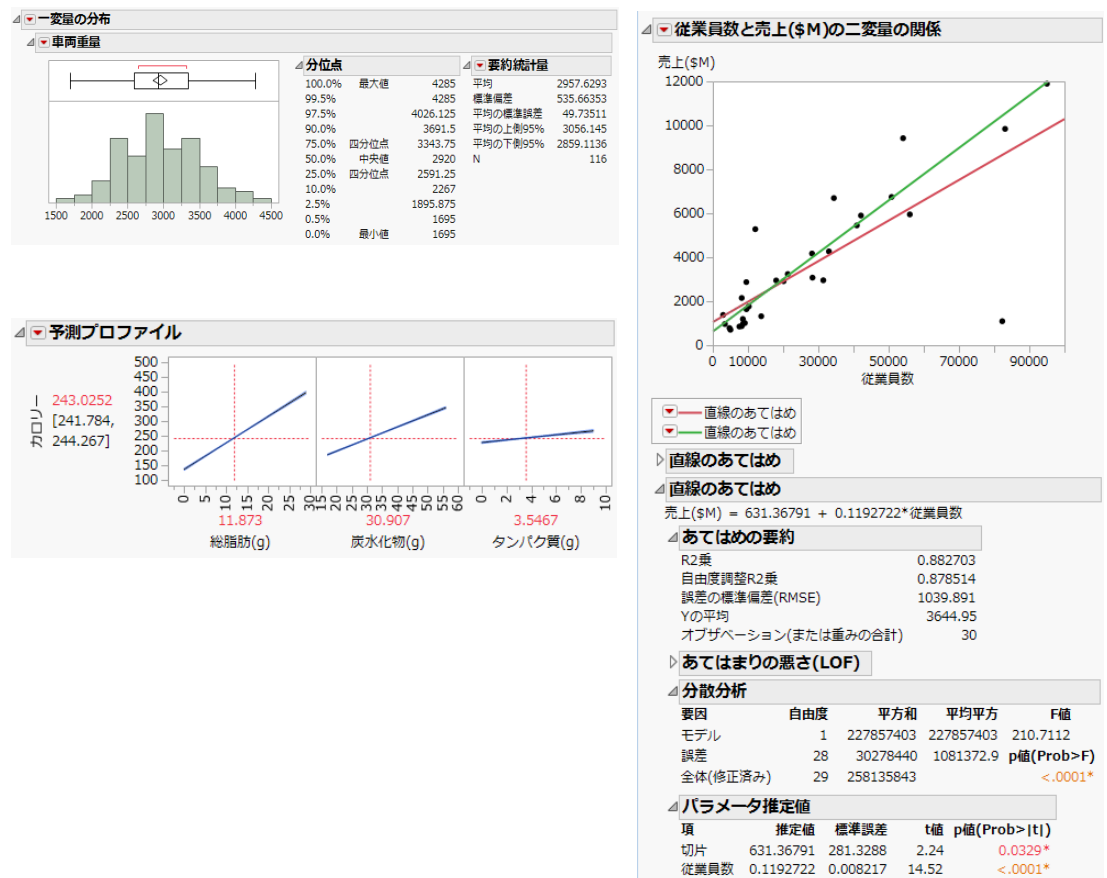 一変量の分布
車両重量
1500 2000 2500 3000 3500 4000 4500
分位点
100.0% 最大値 4285
99.5% 4285
97.5% 4026.125
90.0% 3691.5
75.0% 四分位点 3343.75
50.0% 中央値 2920
25.0% 四分位点 2591.25
10.0% 2267
2.5% 1895.875
0.5% 1695
0.0% 最小値 1695
要約統計量
平均 2957.6293
標準偏差 535.66353
平均の標準誤差 49.73511
平均の上側95% 3056.145
平均の下側95% 2859.1136
N 116
予測プロファイル
カロリー
243.0252
[241.784,
244.267]
500
450
400
350
300
250
200
150
100
0 5 10 15 20 25 30
15 20 25 30 35 40 45 50 55 60
0 2 4 6 8 10
11.873 30.907 3.5467
総脂肪(g) 炭水化物(g) タンパク質(g)
従業員数と売上($M)の二変量の関係
売上($M)
12000
10000
8000
6000
4000
2000
0
0 10000 30000 50000 70000 90000
従業員数
直線のあてはめ
直線のあてはめ
直線のあてはめ
直線のあてはめ
売上($M) = 631.36791 + 0.1192722*従業員数
あてはめの要約
R2乗 0.882703
自由度調整R2乗 0.878514
誤差の標準偏差(RMSE) 1039.891
Yの平均 3644.95
オブザベーション(または重みの合計) 30
あてはまりの悪さ(LOF)
分散分析
要因 自由度 平方和 平均平方 F値
モデル 1 227857403 227857403 210.7112
誤差 28 30278440 1081372.9 p値(Prob>F)
全体(修正済み) 29 258135843 <.0001*
パラメータ推定値
項 推定値 標準誤差 t値 p値(Prob>|t|)
切片 631.36791 281.3288 2.24 0.0329*
従業員数 0.1192722 0.008217 14.52 <.0001*